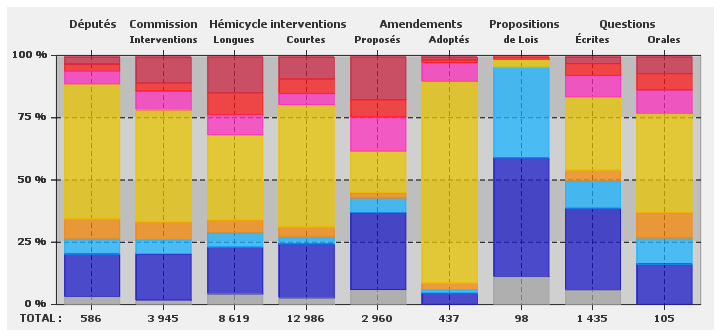 Députés Commission Hémicycle interventions Amendements Propositions Questions
Interventions Longues Courtes Proposés Adoptés de Lois Écrites Orales
100 %
75 %
50 %
25 %
0 %
TOTAL : 586 3 945 8 619 12 986 2 960 437 98 1 435 105